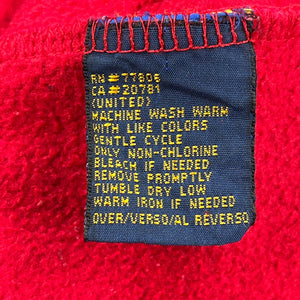 RN#77806
CA#20781
(UNITED)
MACHINE WASH WARM
WITH LIKE COLORS
GENTLE CYCLE
ONLY NON-CHLORINE
BLEACH IF NEEDED
REMOVE PROMPTLY
TUMBLE DRY LOW
WARM IRON IF NEEDED
OVER/VERSO/AL REVERSO